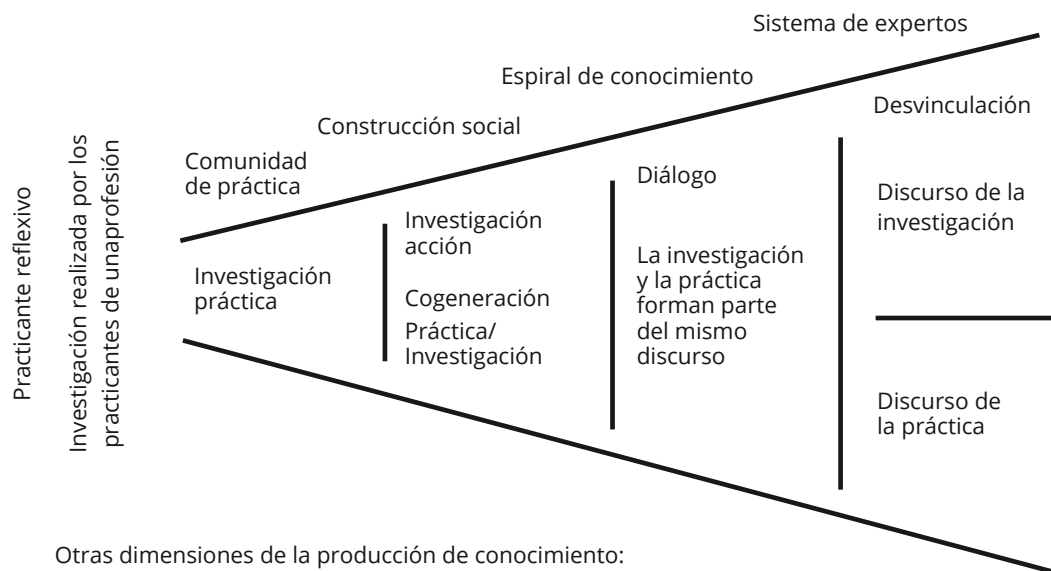 Sistema de expertos
Espiral de conocimiento
Construcción social
Comunidad
de práctica
Practicante reflexivo
Investigación realizada por los
practicantes de unaprofesión
Investigación
práctica
Investigación
acción
Cogeneración
Práctica/
Investigación
Diálogo
La investigación
y la práctica
forman parte
del mismo
discurso
Desvinculación
Discurso de la
investigación
Discurso de
la práctica
Otras dimensiones de la producción de conocimiento: